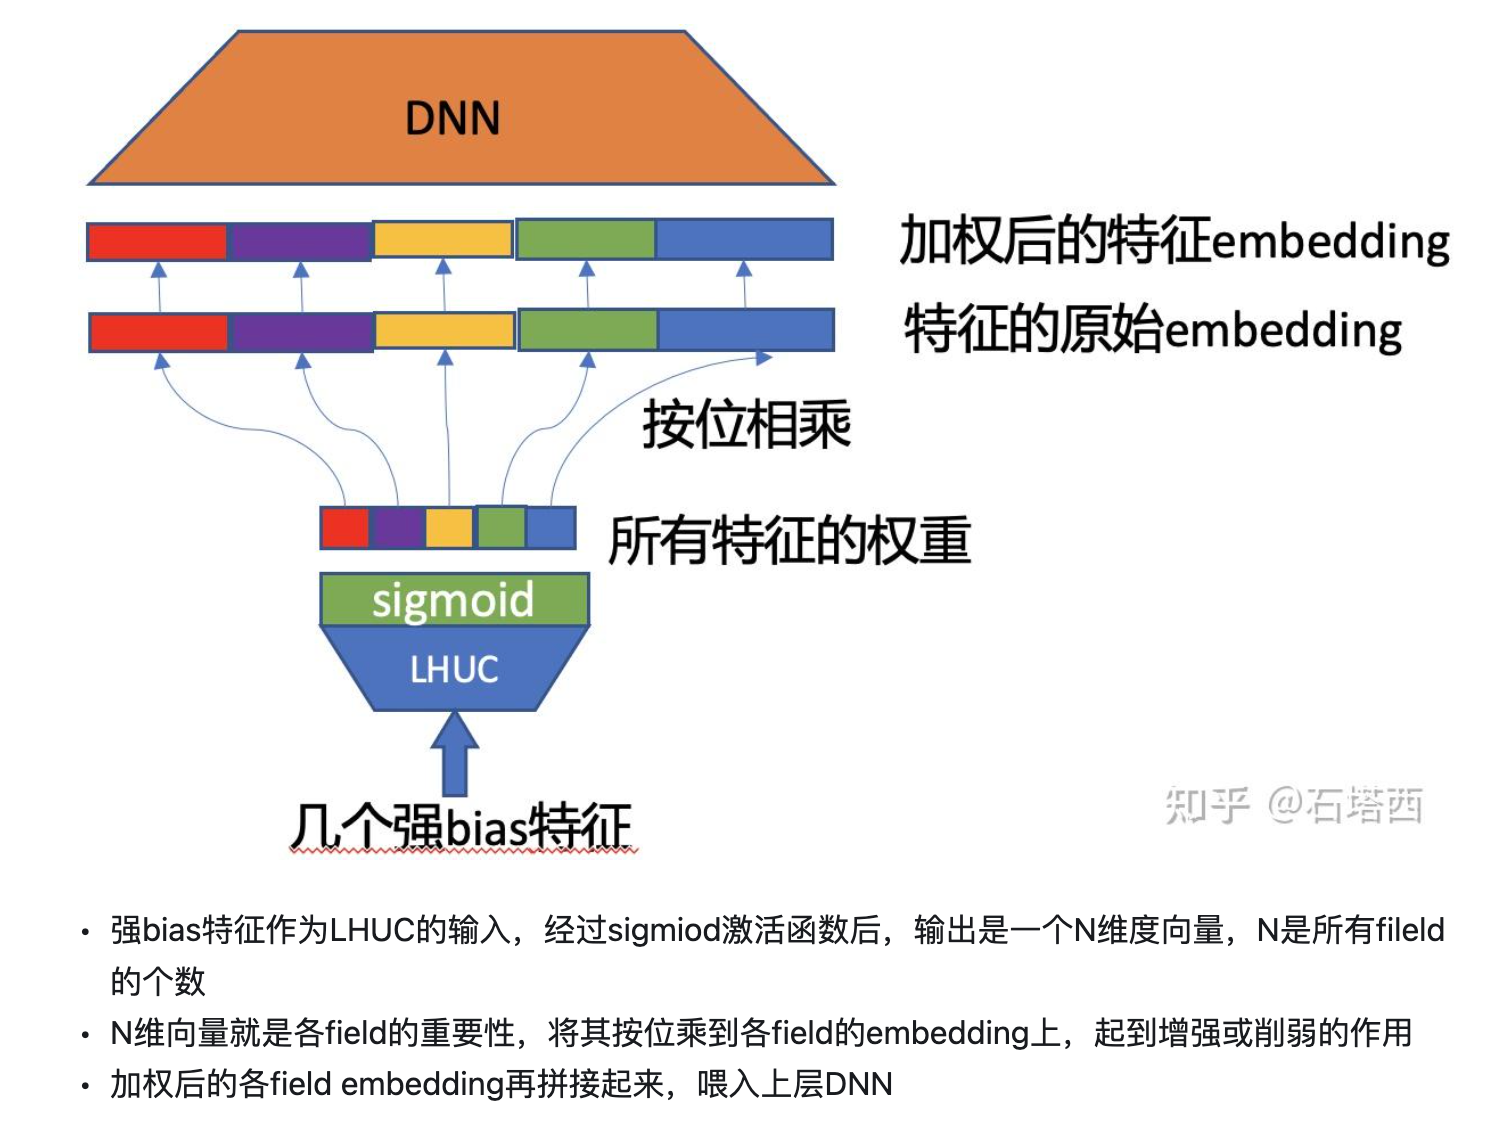 DNN
加权后的特征embedding
特征的原始embedding
按位相乘
所有特征的权重
sigmoid
LHUC
几个强bias特征
知乎 @石塔西
• 强bias特征作为LHUC的输入，经过sigmiod激活函数后，输出是一个N维度向量，N是所有fileld
的个数
• N维向量就是各field的重要性，将其按位乘到各field的embedding上，起到增强或削弱的作用
• 加权后的各field embedding再拼接起来，喂入上层DNN